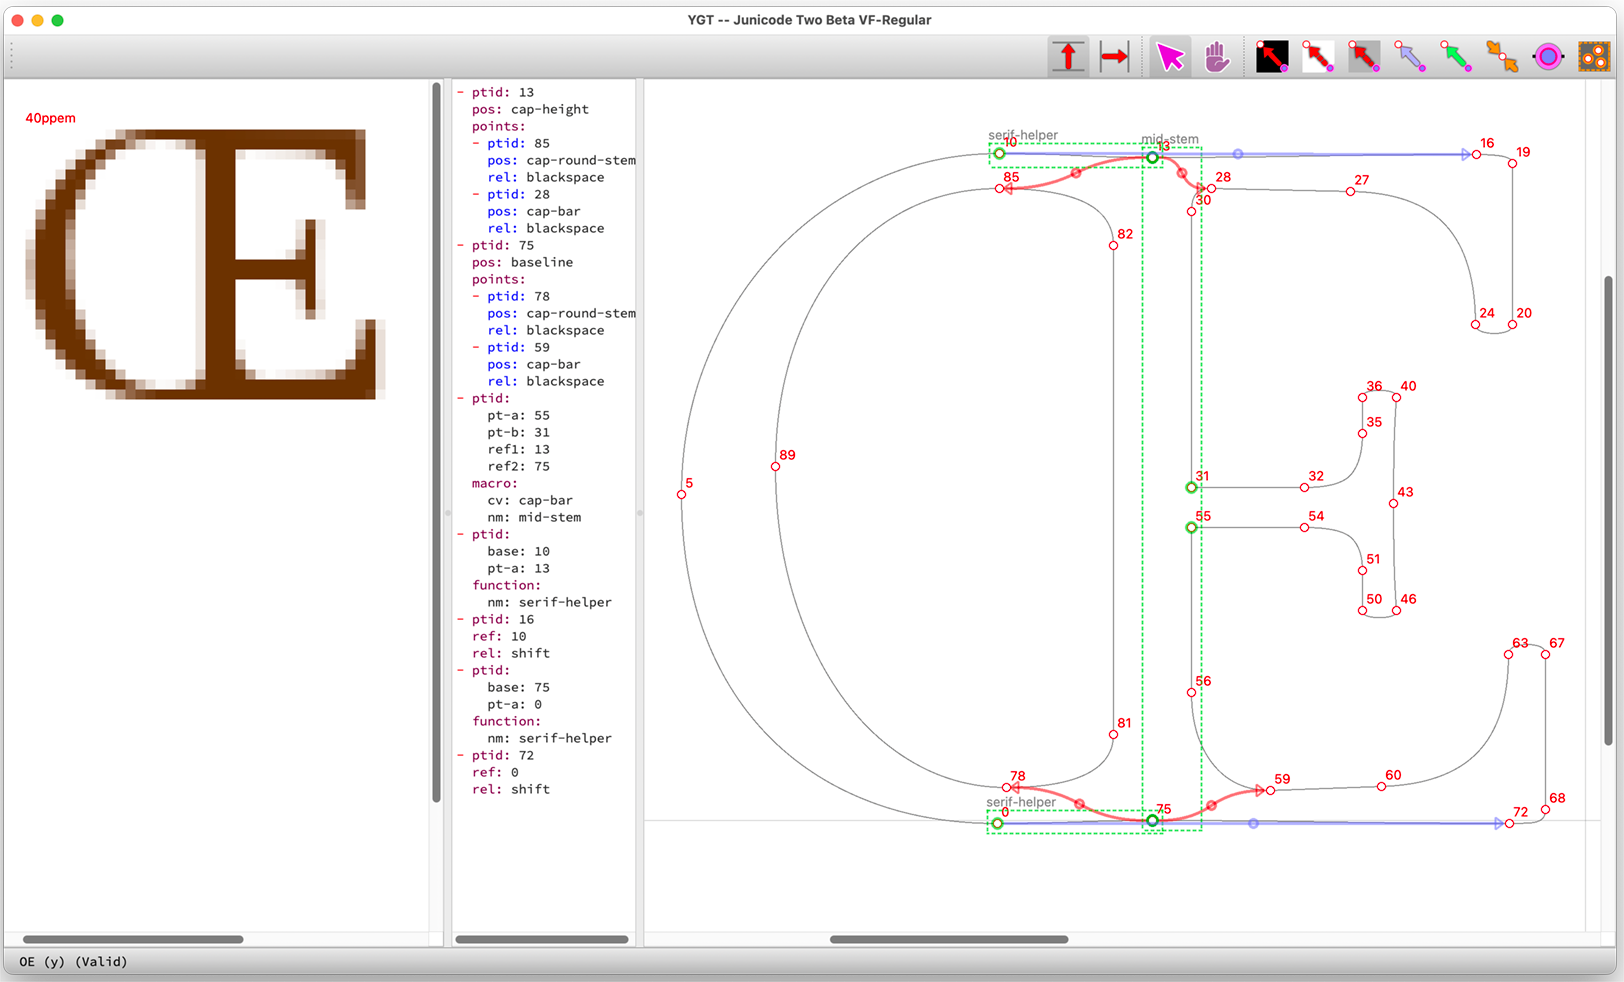 YGT -- Junicode Two Beta VF-Regular
40ppem
- ptid: 13
pos: cap-height
points:
- ptid: 85
pos: cap-round-stem
rel: blackspace
- ptid: 28
pos: cap-bar
rel: blackspace
- ptid: 75
pos: baseline
points:
- ptid: 78
pos: cap-round-stem
rel: blackspace
- ptid: 59
pos: cap-bar
rel: blackspace
- ptid:
pt-a: 55
pt-b: 31
ref1: 13
ref2: 75
macro:
cv: cap-bar
nm: mid-stem
- ptid:
base: 10
pt-a: 13
function:
nm: serif-helper
- ptid: 16
ref: 10
rel: shift
- ptid:
base: 75
pt-a: 0
function:
nm: serif-helper
- ptid: 72
ref: 0
rel: shift
serif-helper mid-stem
10 13 16 19
85 28 27
30
82
24 20
36 40
35
89 31 32
5 43
55 54
51
50 46
63 67
56
81
78 59 60
serif-helper
0 75 72 68
OE (y) (Valid)